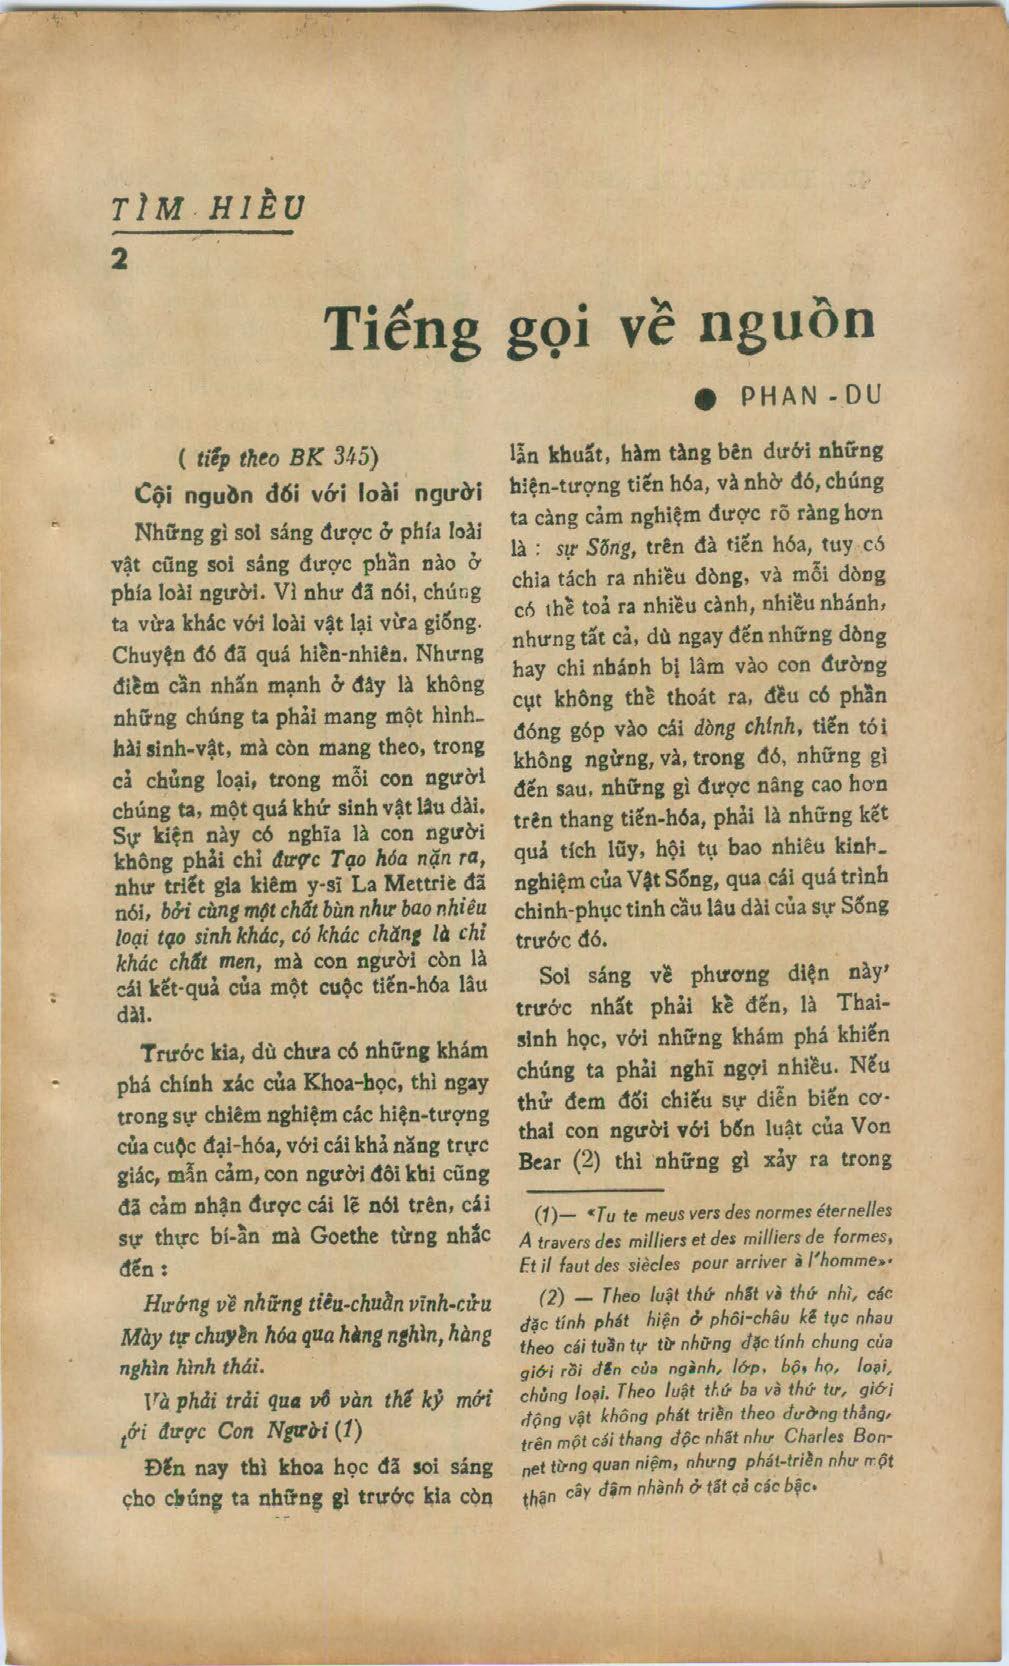 TÌM HIỂU
2
Tiếng gọi về nguồn
● PHAN - DU
( tiếp theo BK 345)
Cội nguồn đối với loài người
Những gì soi sáng được ở phía loài
vật cũng soi sáng được phần nào ở
phía loài người. Vì như đã nói, chúng
ta vừa khác với loài vật lại vừa giống.
Chuyện đó đã quá hiển-nhiên. Nhưng
điểm cần nhấn mạnh ở đây là không
những chúng ta phải mang một hình-
hài sinh-vật, mà còn mang theo, trong
cả chủng loại, trong mỗi con người
chúng ta, một quá khứ sinh vật lâu dài.
Sự kiện này có nghĩa là con người
không phải chỉ được Tạo hóa nặn ra,
như triết gia kiêm y-sĩ La Mettrie đã
nói, bởi cùng một chất bùn như bao nhiêu
loại tạo sinh khác, có khác chăng là chỉ
khác chất men, mà con người còn là
cái kết-quả của một cuộc tiến-hóa lâu
dài.
Trước kia, dù chưa có những khám
phá chính xác của Khoa-học, thì ngay
trong sự chiêm nghiệm các hiện-tượng
của cuộc đại-hóa, với cái khả năng trực
giác, mẫn cảm, con người đôi khi cũng
đã cảm nhận được cái lẽ nói trên, cái
sự thực bí-ẩn mà Goethe từng nhắc
đến :
Hướng về những tiêu-chuẩn vĩnh-cửu
Mày tự chuyển hóa qua hàng nghìn, hàng
nghìn hình thái.
Và phải trải qua vô vàn thế kỷ mới
tới được Con Người (1)
Đến nay thì khoa học đã soi sáng
cho chúng ta những gì trước kia còn
lẫn khuất, hàm tàng bên dưới những
hiện-tượng tiến hóa, và nhờ đó, chúng
ta càng cảm nghiệm được rõ ràng hơn
là : sự Sống, trên đà tiến hóa, tuy có
chia tách ra nhiều dòng, và mỗi dòng
có thể toả ra nhiều cành, nhiều nhánh,
nhưng tất cả, dù ngay đến những dòng
hay chi nhánh bị lâm vào con đường
cụt không thể thoát ra, đều có phần
đóng góp vào cái dòng chính, tiến tới
không ngừng, và, trong đó, những gì
đến sau, những gì được nâng cao hơn
trên thang tiến-hóa, phải là những kết
quả tích lũy, hội tụ bao nhiêu kinh-
nghiệm của Vật Sống, qua cái quá trình
chinh-phục tinh cầu lâu dài của sự Sống
trước đó.
Soi sáng về phương diện này'
trước nhất phải kể đến, là Thai-
sinh học, với những khám phá khiến
chúng ta phải nghĩ ngợi nhiều. Nếu
thử đem đối chiếu sự diễn biến cơ-
thai con người với bốn luật của Von
Bear (2) thì những gì xảy ra trong
(1)— «Tu te meus vers des normes éternelles
A travers des milliers et des milliers de formes,
Et il faut des siècles pour arriver à l'homme».
(2) — Theo luật thứ nhất và thứ nhì, các
đặc tính phát hiện ở phôi-châu kế tục nhau
theo cái tuần tự từ những đặc tính chung của
giới rồi đến của ngành, lớp, bộ, họ, loại,
chủng loại. Theo luật thứ ba và thứ tư, giới
động vật không phát triển theo đường thẳng,
trên một cái thang độc nhất như Charles Bon-
net từng quan niệm, nhưng phát-triển như một
thận cây đâm nhành ở tất cả các bậc.